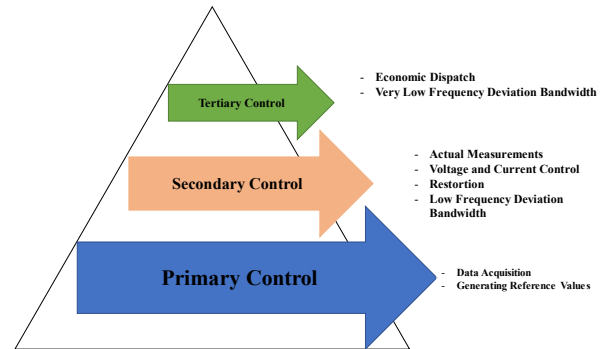 Tertiary Control
- Economic Dispatch
- Very Low Frequency Deviation Bandwidth
Secondary Control
- Actual Measurements
- Voltage and Current Control
- Restortion
- Low Frequency Deviation
Bandwidth
Primary Control
- Data Acquisition
- Generating Reference Values